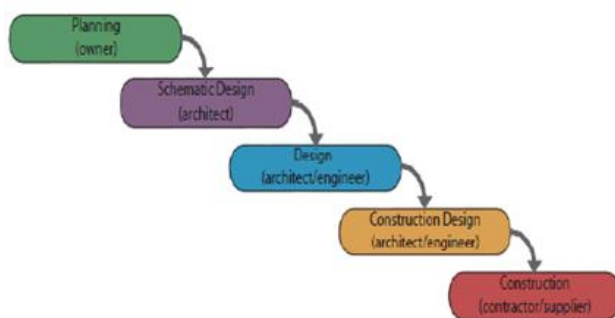 Planning
(owner)
Schematic Design
(architect)
Design
(architect/engineer)
Construction Design
(architect/engineer)
Construction
(contractor/supplier)